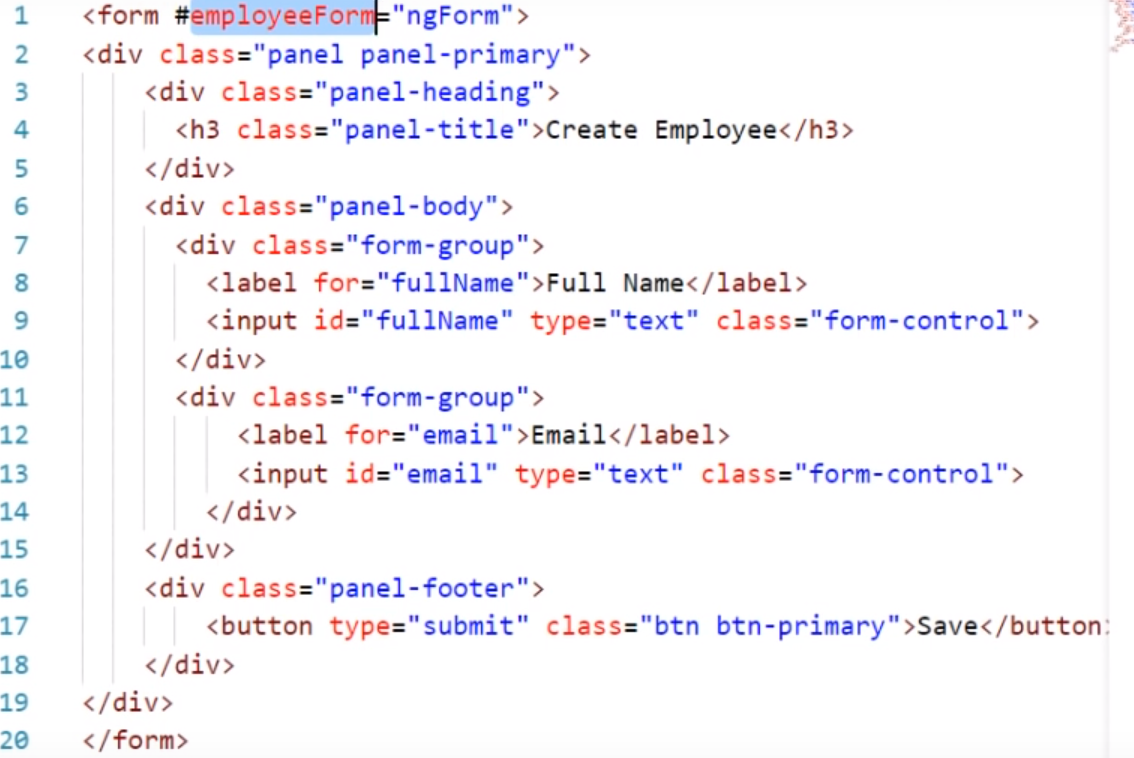 1 <form #employeeForm="ngForm">
2 <div class="panel panel-primary">
3 <div class="panel-heading">
4 <h3 class="panel-title">Create Employee</h3>
5 </div>
6 <div class="panel-body">
7 <div class="form-group">
8 <label for="fullName">Full Name</label>
9 <input id="fullName" type="text" class="form-control">
10 </div>
11 <div class="form-group">
12 <label for="email">Email</label>
13 <input id="email" type="text" class="form-control">
14 </div>
15 </div>
16 <div class="panel-footer">
17 <button type="submit" class="btn btn-primary">Save</button>
18 </div>
19 </div>
20 </form>